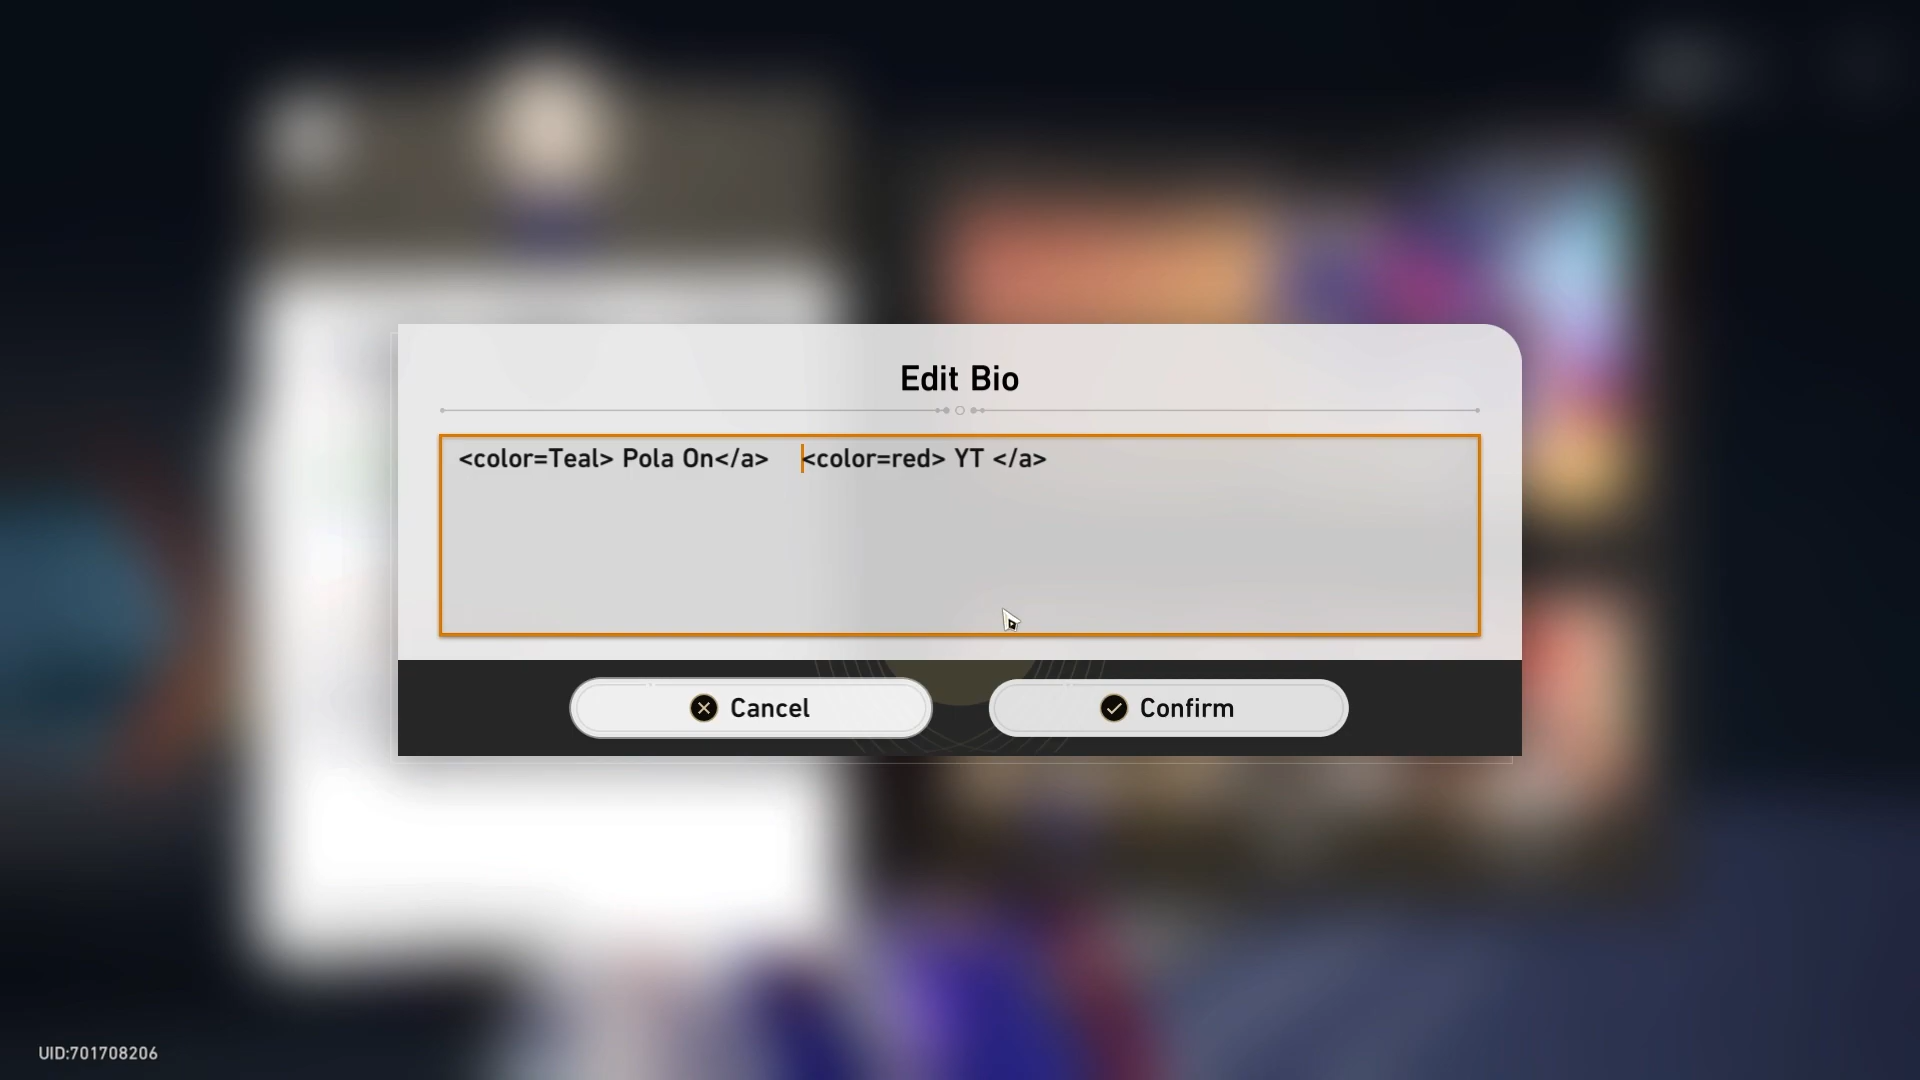 Edit Bio
<color=Teal> Pola On</a>    <color=red> YT </a>
Cancel
Confirm
UID:701708206